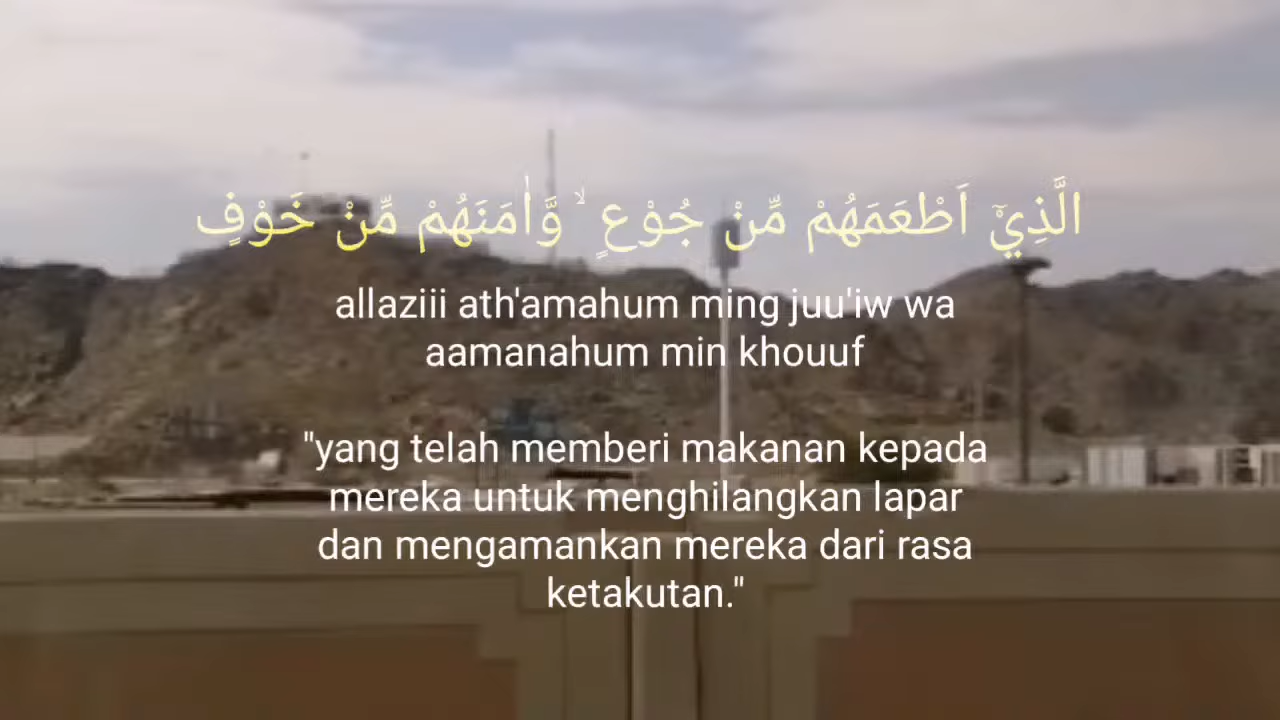 الَّذِيْٓ اَطْعَمَهُمْ مِّنْ جُوْعٍ ۙ وَّاٰمَنَهُمْ مِّنْ خَوْفٍ
allaziii ath'amahum ming juu'iw wa
aamanahum min khouuf
"yang telah memberi makanan kepada
mereka untuk menghilangkan lapar
dan mengamankan mereka dari rasa
ketakutan."